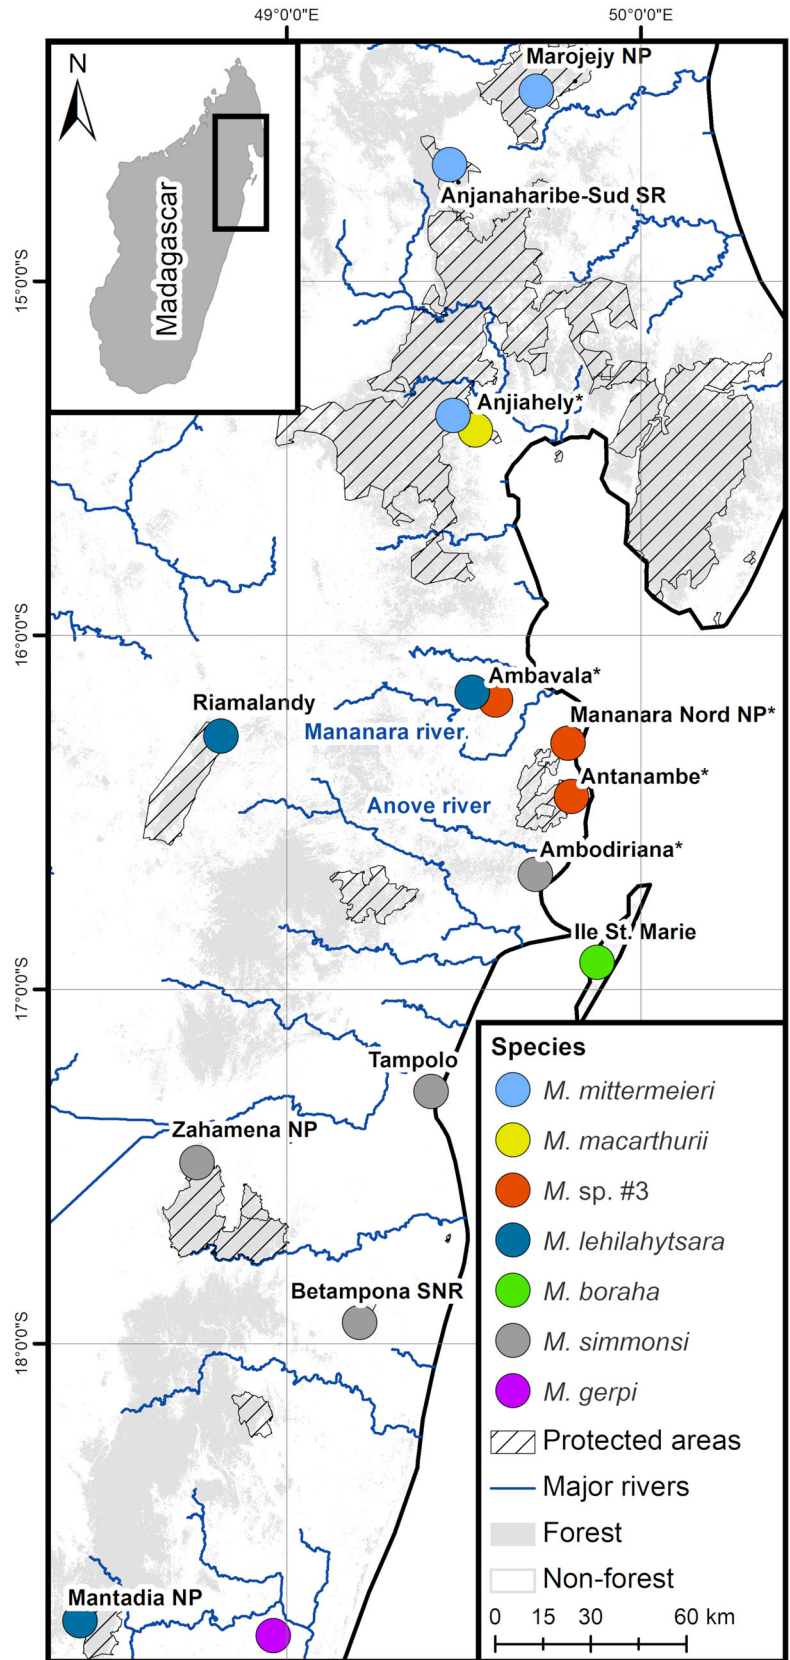 49°0'0"E
50°0'0"E
N
Madagascar
Marojejy NP
Anjanaharibe-Sud SR
15°0'0"S
Anjiahely*
16°0'0"S
Ambavala*
Riamalandy
Mananara Nord NP*
Mananara river
Antanambe*
Anove river
Ambodiriana*
Ile St. Marie
17°0'0"S
Tampolo
Zahamena NP
Betampona SNR
18°0'0"S
Mantadia NP
Species
M. mittermeieri
M. macarthurii
M. sp. #3
M. lehilahytsara
M. boraha
M. simmonsi
M. gerpi
Protected areas
Major rivers
Forest
Non-forest
0 15 30 60 km